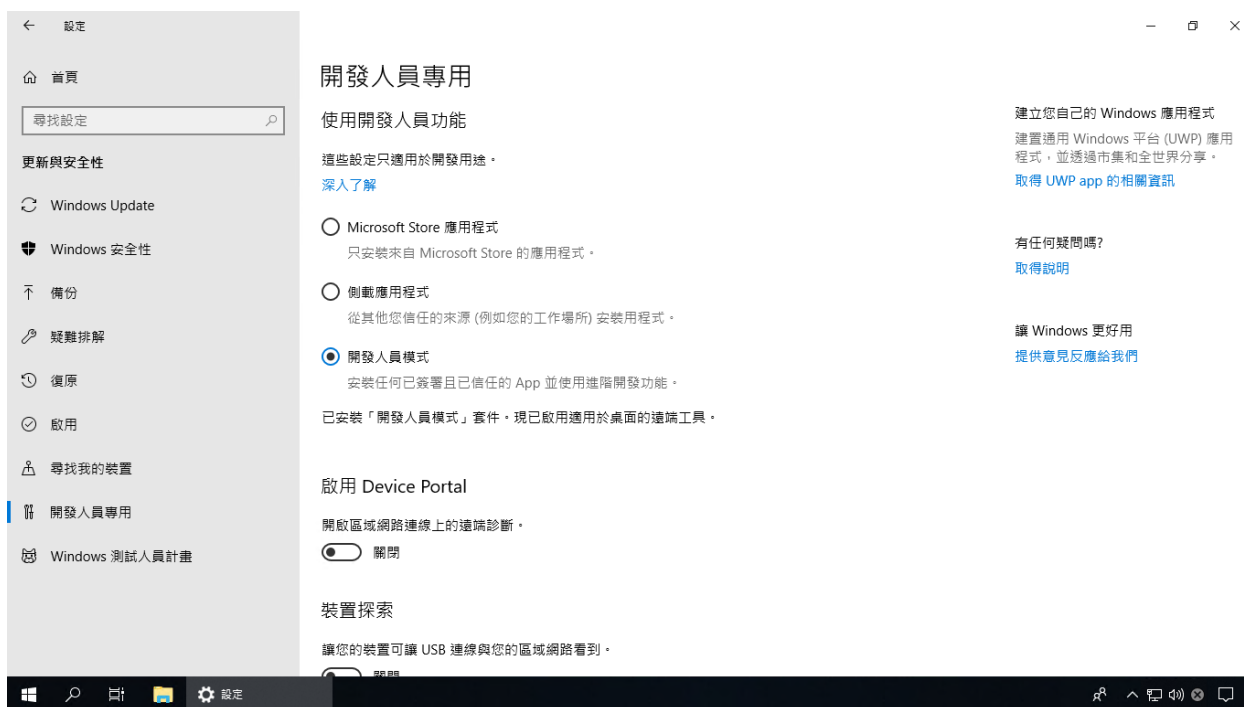 設定
首頁
尋找設定
更新與安全性
Windows Update
Windows 安全性
備份
疑難排解
復原
啟用
尋找我的裝置
開發人員專用
Windows 測試人員計畫
開發人員專用
使用開發人員功能
這些設定只適用於開發用途。
深入了解
Microsoft Store 應用程式
只安裝來自 Microsoft Store 的應用程式。
側載應用程式
從其他您信任的來源 (例如您的工作場所) 安裝用程式。
開發人員模式
安裝任何已簽署且已信任的 App 並使用進階開發功能。
已安裝「開發人員模式」套件。現已啟用適用於桌面的遠端工具。
啟用 Device Portal
開啟區域網路連線上的遠端診斷。
關閉
裝置探索
讓您的裝置可讓 USB 連線與您的區域網路看到。
建立您自己的 Windows 應用程式
建置通用 Windows 平台 (UWP) 應用
程式，並透過市集和全世界分享。
取得 UWP app 的相關資訊
有任何疑問嗎?
取得說明
讓 Windows 更好用
提供意見反應給我們
設定